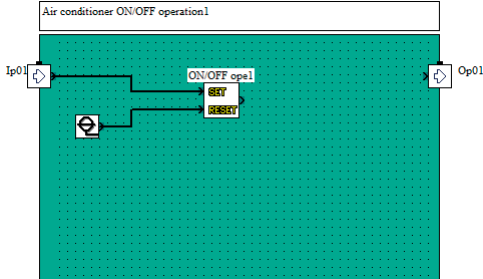 Air conditioner ON/OFF operation1
Ip01
ON/OFF ope1
Op01
SET
RESET